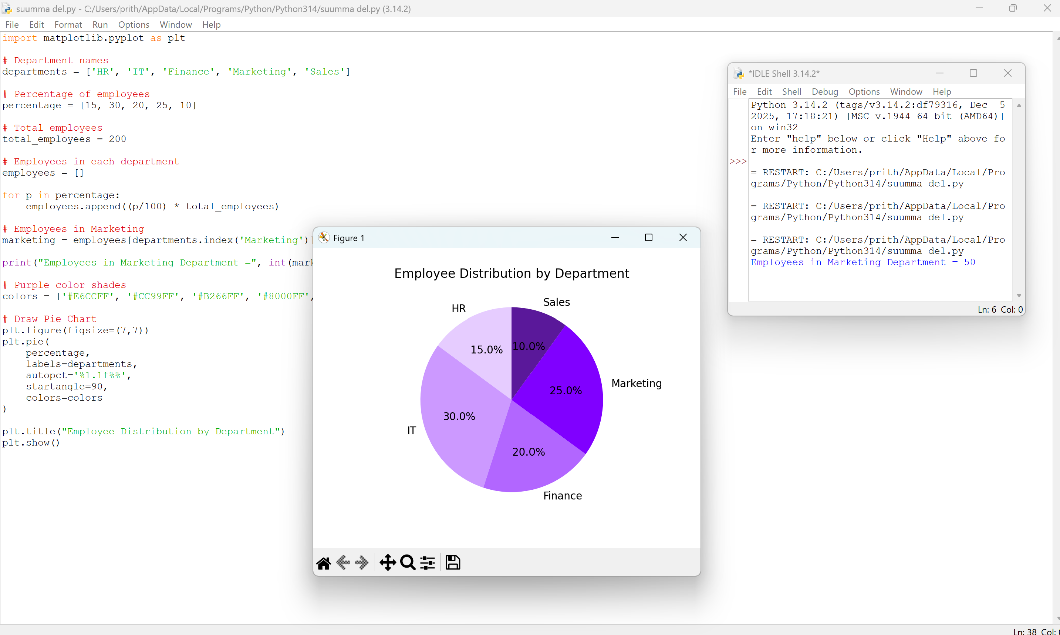 suumma del.py - C:/Users/prith/AppData/Local/Programs/Python/Python314/suumma del.py (3.14.2)
File Edit Format Run Options Window Help
import matplotlib.pyplot as plt
# Department names
departments = ['HR', 'IT', 'Finance', 'Marketing', 'Sales']
# Percentage of employees
percentage = [15, 30, 20, 25, 10]
# Total employees
total_employees = 200
# Employees in each department
employees = []
for p in percentage:
employees.append((p/100) * total_employees)
# Employees in Marketing
marketing = employees[departments.index('Marketing')]
print("Employees in Marketing Department =", int(mark
# Purple color shades
colors = ['#E6CCFF', '#CC99FF', '#B266FF', '#8000FF',
# Draw Pie Chart
plt.figure(figsize=(7,7))
plt.pie(
percentage,
labels=departments,
autopct='%1.1f%%',
startangle=90,
colors=colors
)
plt.title("Employee Distribution by Department")
plt.show()
Ln: 38 Col:
*IDLE Shell 3.14.2*
File Edit Shell Debug Options Window Help
Python 3.14.2 (tags/v3.14.2:df79316, Dec  5
2025, 17:18:21) [MSC v.1944 64 bit (AMD64)]
on win32
Enter "help" below or click "Help" above fo
r more information.
>>>
= RESTART: C:/Users/prith/AppData/Local/Pro
grams/Python/Python314/suumma del.py
= RESTART: C:/Users/prith/AppData/Local/Pro
grams/Python/Python314/suumma del.py
= RESTART: C:/Users/prith/AppData/Local/Pro
grams/Python/Python314/suumma del.py
Employees in Marketing Department = 50
Ln: 6 Col: 0
Figure 1
Employee Distribution by Department
Sales
HR
10.0%
15.0%
Marketing
25.0%
30.0%
IT
20.0%
Finance